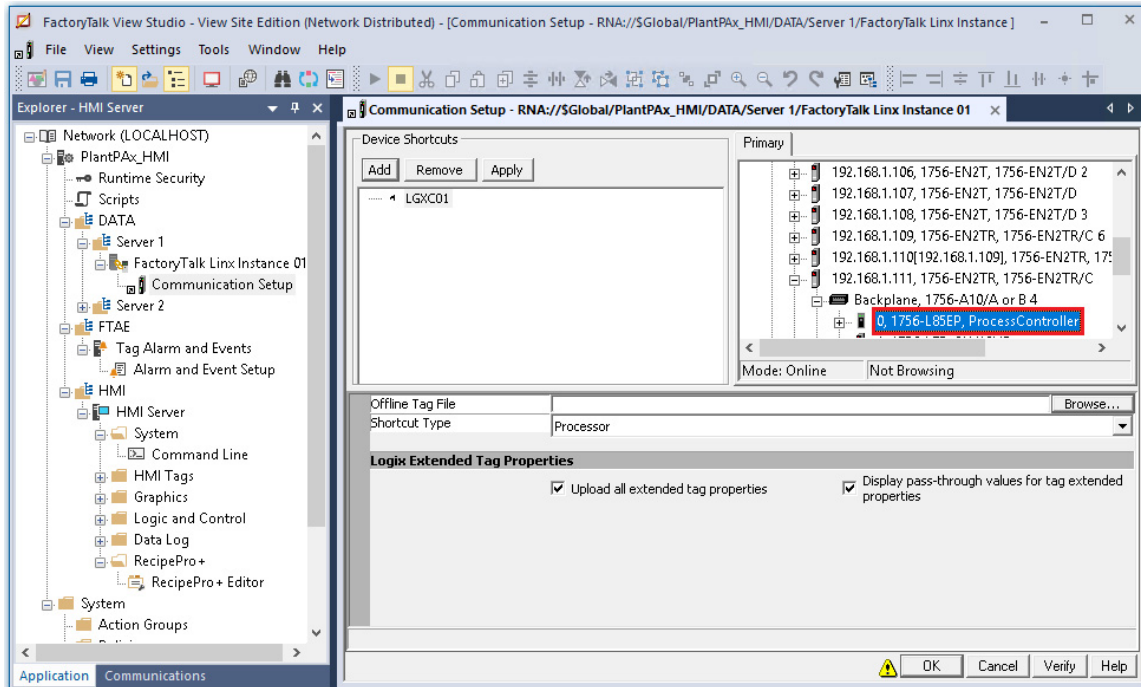 FactoryTalk View Studio - View Site Edition (Network Distributed) - [Communication Setup - RNA://$Global/PlantPAx_HMI/DATA/Server 1/FactoryTalk Linx Instance ]
File View Settings Tools Window Help
Explorer - HMI Server
Network (LOCALHOST)
PlantPAx_HMI
Runtime Security
Scripts
DATA
Server 1
FactoryTalk Linx Instance 01
Communication Setup
Server 2
FTAE
Tag Alarm and Events
Alarm and Event Setup
HMI
HMI Server
System
Command Line
HMI Tags
Graphics
Logic and Control
Data Log
RecipePro+
RecipePro+ Editor
System
Action Groups
Application Communications
Communication Setup - RNA://$Global/PlantPAx_HMI/DATA/Server 1/FactoryTalk Linx Instance 01
Device Shortcuts
Add Remove Apply
LGXC01
Primary
192.168.1.106, 1756-EN2T, 1756-EN2T/D 2
192.168.1.107, 1756-EN2T, 1756-EN2T/D
192.168.1.108, 1756-EN2T, 1756-EN2T/D 3
192.168.1.109, 1756-EN2TR, 1756-EN2TR/C 6
192.168.1.110[192.168.1.109], 1756-EN2TR, 175
192.168.1.111, 1756-EN2TR, 1756-EN2TR/C
Backplane, 1756-A10/A or B 4
0, 1756-L85EP, ProcessController
Mode: Online Not Browsing
Offline Tag File Browse...
Shortcut Type Processor
Logix Extended Tag Properties
Upload all extended tag properties
Display pass-through values for tag extended
properties
OK Cancel Verify Help